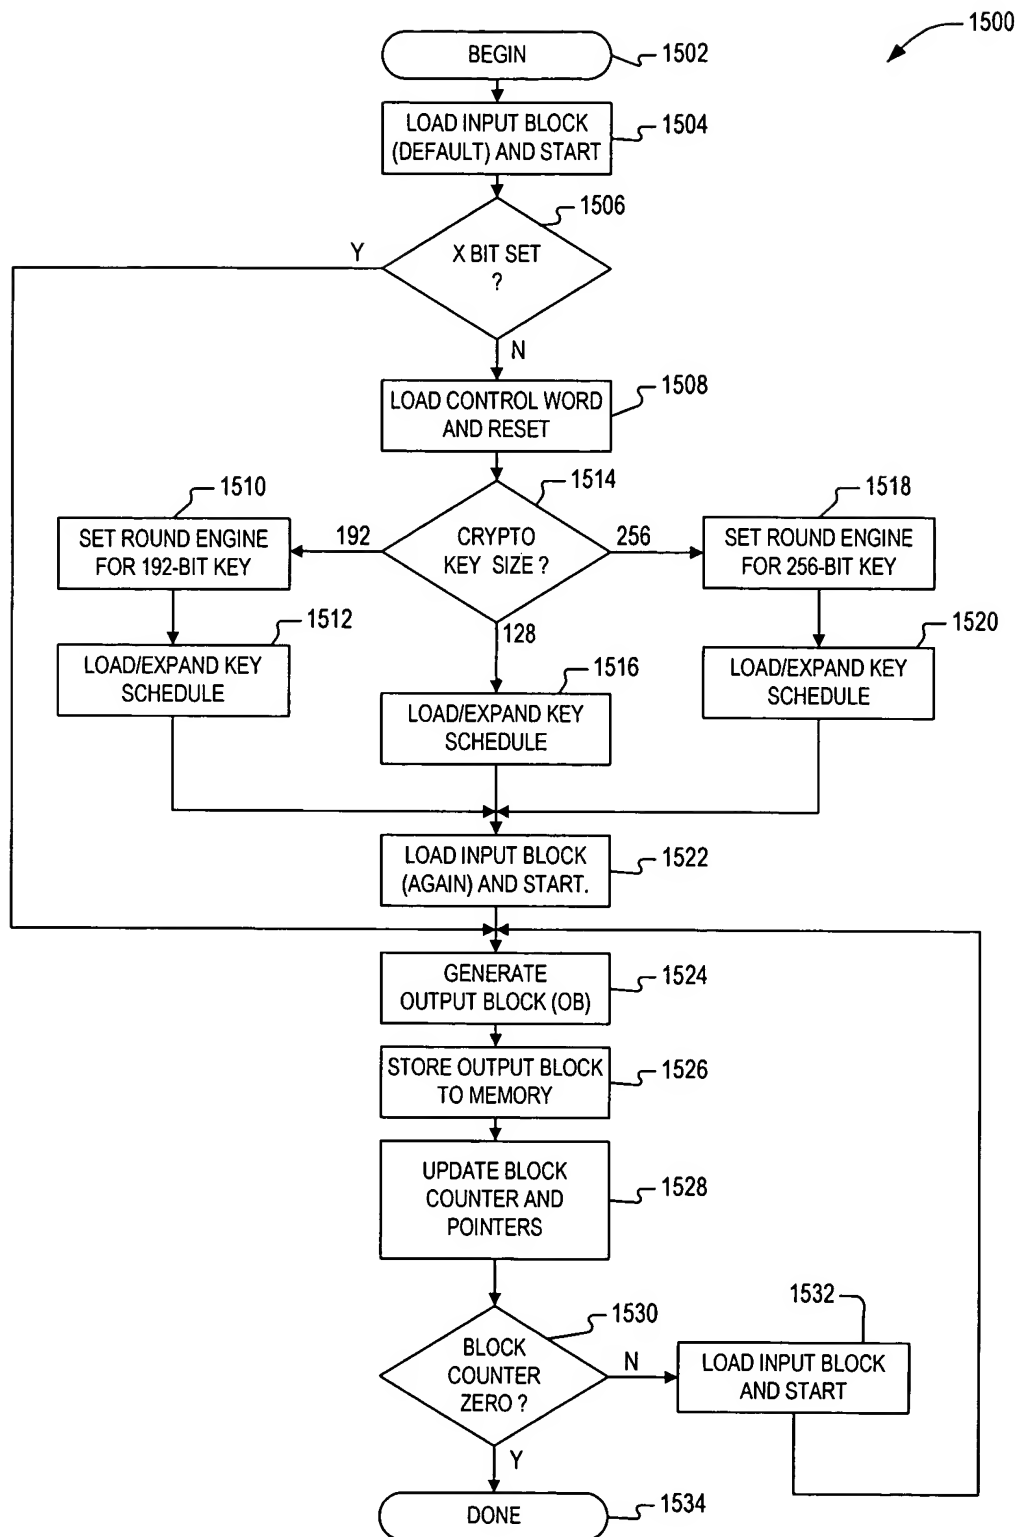 1500
BEGIN
1502
LOAD INPUT BLOCK
(DEFAULT) AND START
1504
1506
X BIT SET
?
Y
N
LOAD CONTROL WORD
AND RESET
1508
1514
CRYPTO
KEY SIZE ?
192
256
128
1510
SET ROUND ENGINE
FOR 192-BIT KEY
1518
SET ROUND ENGINE
FOR 256-BIT KEY
1512
LOAD/EXPAND KEY
SCHEDULE
1516
LOAD/EXPAND KEY
SCHEDULE
1520
LOAD/EXPAND KEY
SCHEDULE
LOAD INPUT BLOCK
(AGAIN) AND START.
1522
GENERATE
OUTPUT BLOCK (OB)
1524
STORE OUTPUT BLOCK
TO MEMORY
1526
UPDATE BLOCK
COUNTER AND
POINTERS
1528
1530
BLOCK
COUNTER
ZERO ?
N
1532
LOAD INPUT BLOCK
AND START
Y
DONE
1534